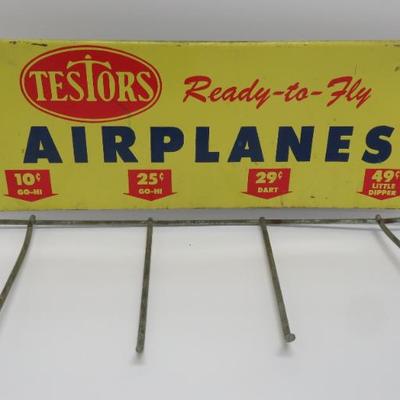 TESTORS Ready-to-Fly
AIRPLANES
10¢ 25¢ 29¢ 49¢
GO-HI GO-HI DART LITTLE DIPPER